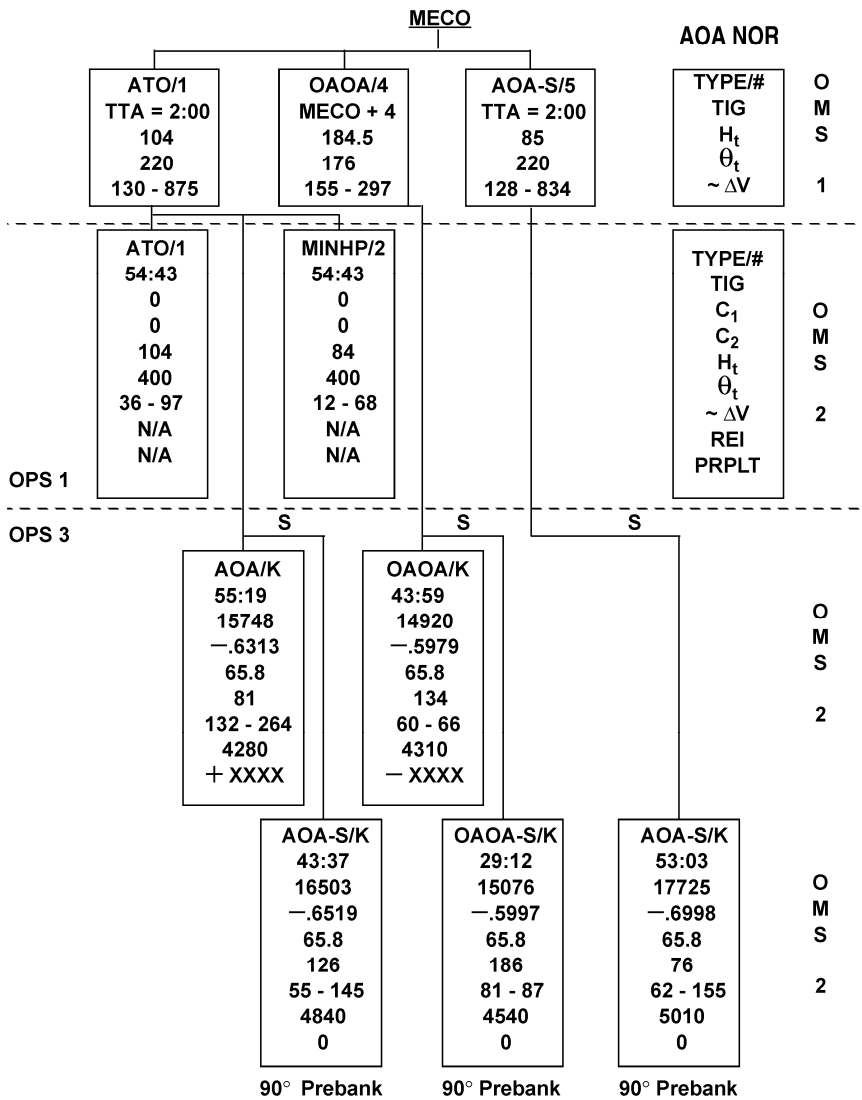 MECO
AOA NOR
ATO/1
TTA = 2:00
104
220
130 - 875
OAOA/4
MECO + 4
184.5
176
155 - 297
AOA-S/5
TTA = 2:00
85
220
128 - 834
TYPE/#
TIG
Ht
θt
~ ΔV
O
M
S
1
ATO/1
54:43
0
0
104
400
36 - 97
N/A
N/A
MINHP/2
54:43
0
0
84
400
12 - 68
N/A
N/A
TYPE/#
TIG
C1
C2
Ht
θt
~ ΔV
REI
PRPLT
O
M
S
2
OPS 1
OPS 3
S
S
S
AOA/K
55:19
15748
—.6313
65.8
81
132 - 264
4280
+ XXXX
OAOA/K
43:59
14920
—.5979
65.8
134
60 - 66
4310
— XXXX
O
M
S
2
AOA-S/K
43:37
16503
—.6519
65.8
126
55 - 145
4840
0
90° Prebank
OAOA-S/K
29:12
15076
—.5997
65.8
186
81 - 87
4540
0
90° Prebank
AOA-S/K
53:03
17725
—.6998
65.8
76
62 - 155
5010
0
90° Prebank
O
M
S
2